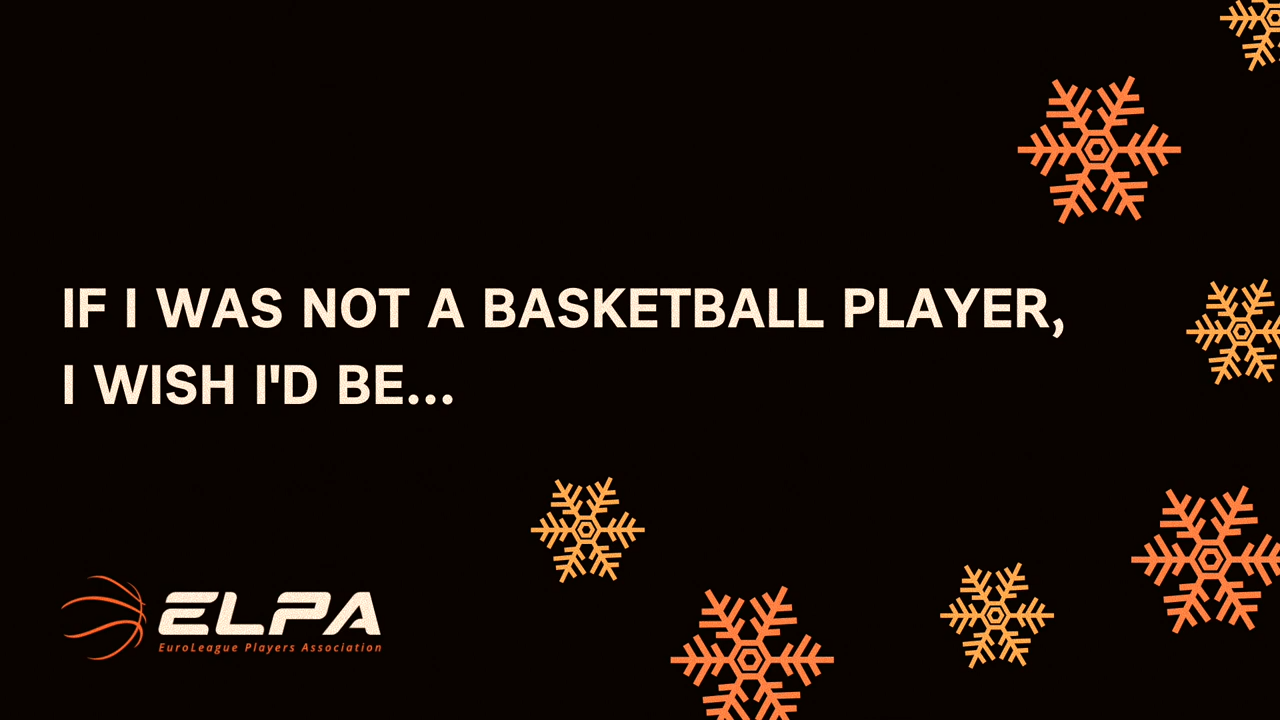 IF I WAS NOT A BASKETBALL PLAYER,
I WISH I'D BE...
ELPA
EuroLeague Players Association